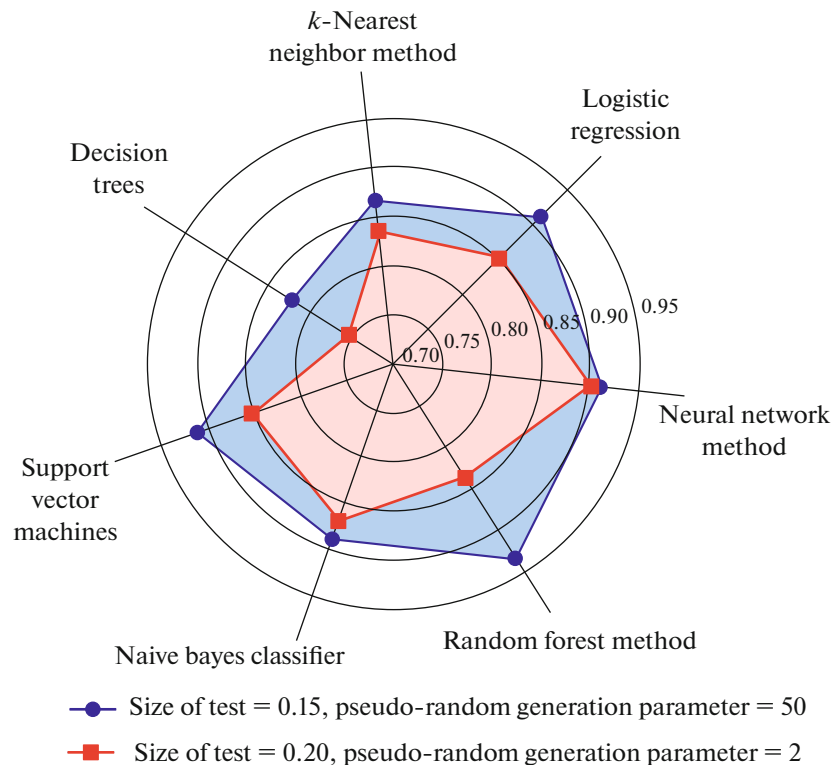 k-Nearest
neighbor method
Logistic
regression
Decision
trees
0.70
0.75
0.80
0.85
0.90
0.95
Neural network
method
Support
vector
machines
Random forest method
Naive bayes classifier
Size of test = 0.15, pseudo-random generation parameter = 50
Size of test = 0.20, pseudo-random generation parameter = 2